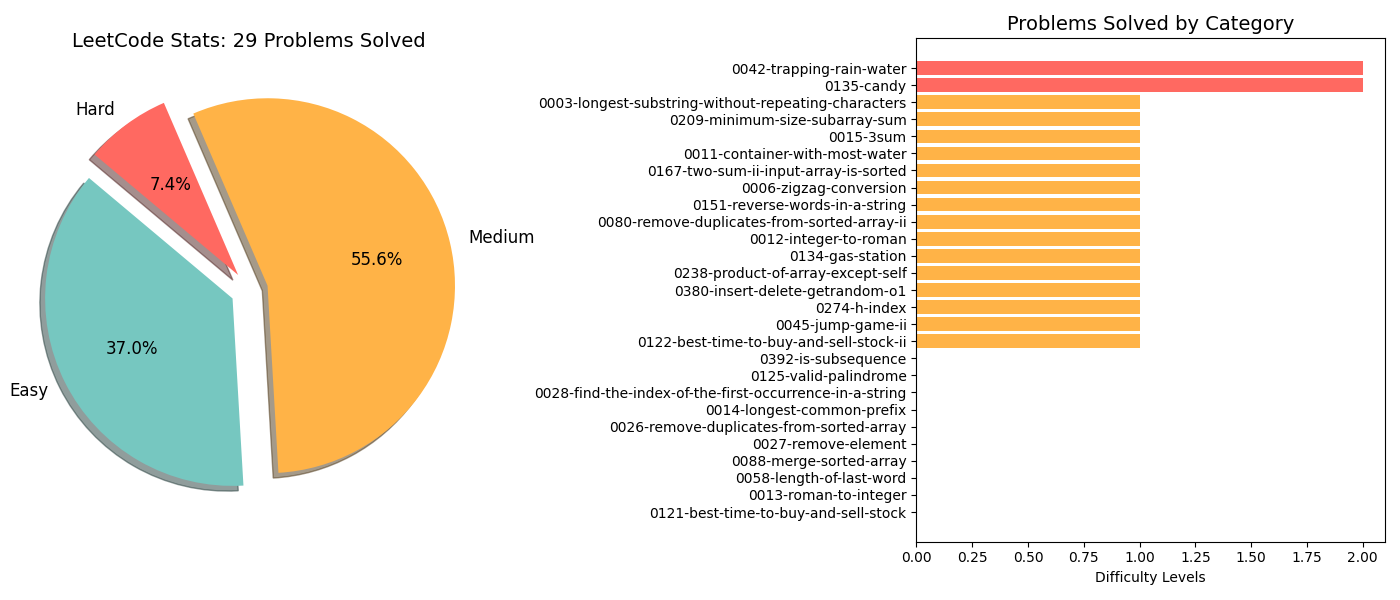 LeetCode Stats: 29 Problems Solved
Hard
7.4%
55.6%
Medium
37.0%
Easy
Problems Solved by Category
0042-trapping-rain-water
0135-candy
0003-longest-substring-without-repeating-characters
0209-minimum-size-subarray-sum
0015-3sum
0011-container-with-most-water
0167-two-sum-ii-input-array-is-sorted
0006-zigzag-conversion
0151-reverse-words-in-a-string
0080-remove-duplicates-from-sorted-array-ii
0012-integer-to-roman
0134-gas-station
0238-product-of-array-except-self
0380-insert-delete-getrandom-o1
0274-h-index
0045-jump-game-ii
0122-best-time-to-buy-and-sell-stock-ii
0392-is-subsequence
0125-valid-palindrome
0028-find-the-index-of-the-first-occurrence-in-a-string
0014-longest-common-prefix
0026-remove-duplicates-from-sorted-array
0027-remove-element
0088-merge-sorted-array
0058-length-of-last-word
0013-roman-to-integer
0121-best-time-to-buy-and-sell-stock
0.00 0.25 0.50 0.75 1.00 1.25 1.50 1.75 2.00
Difficulty Levels